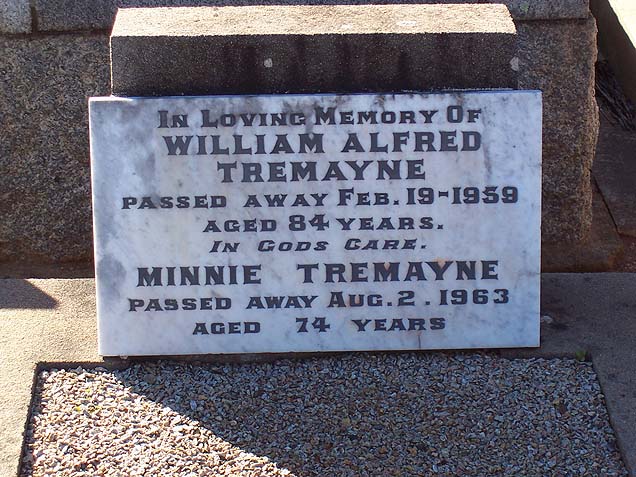 In Loving Memory Of
WILLIAM ALFRED
TREMAYNE
PASSED AWAY FEB. 19-1959
AGED 84 YEARS.
IN GODS CARE.
MINNIE TREMAYNE
PASSED AWAY AUG. 2. 1963
AGED 74 YEARS